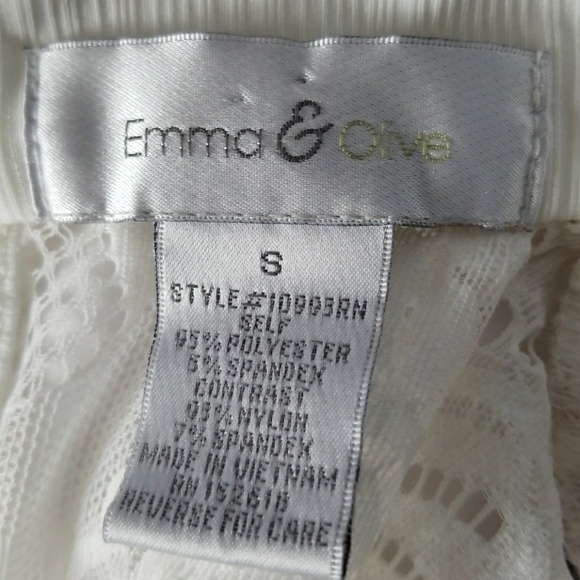 Emma & Olive
S
STYLE#10903RN
SELF
95% POLYESTER
5% SPANDEX
CONTRAST
93% NYLON
7% SPANDEX
MADE IN VIETNAM
RN 152610
REVERSE FOR CARE